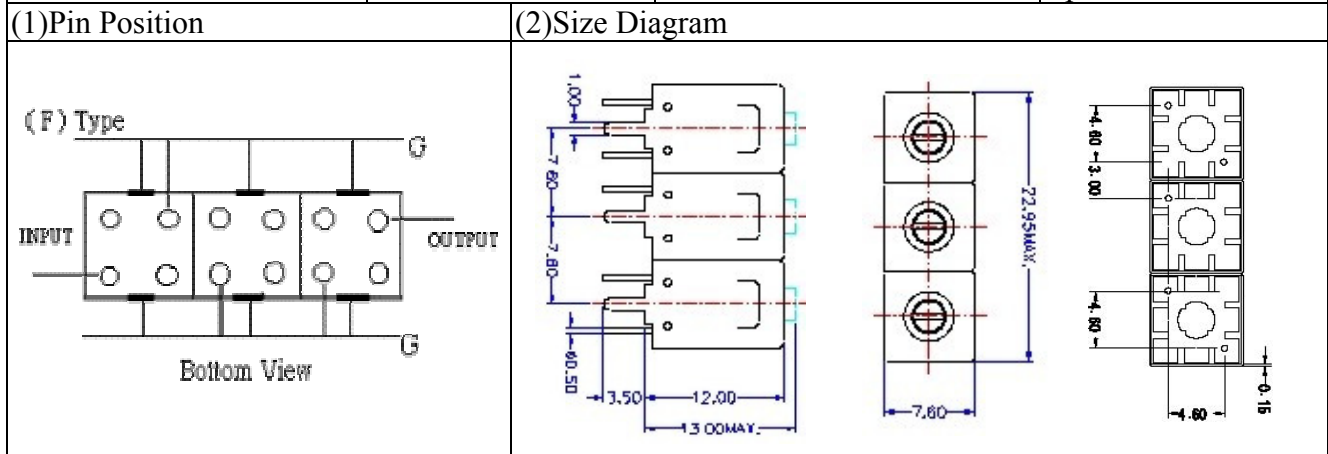 (1)Pin Position
(2)Size Diagram
(F) Type
G
INPUT
OUTPUT
G
Bottom View
1.00
7.60
7.60
ϕ0.50
3.50
12.00
13.00MAX.
22.95MAX.
7.60
4.60
3.00
4.60
4.60
0.15